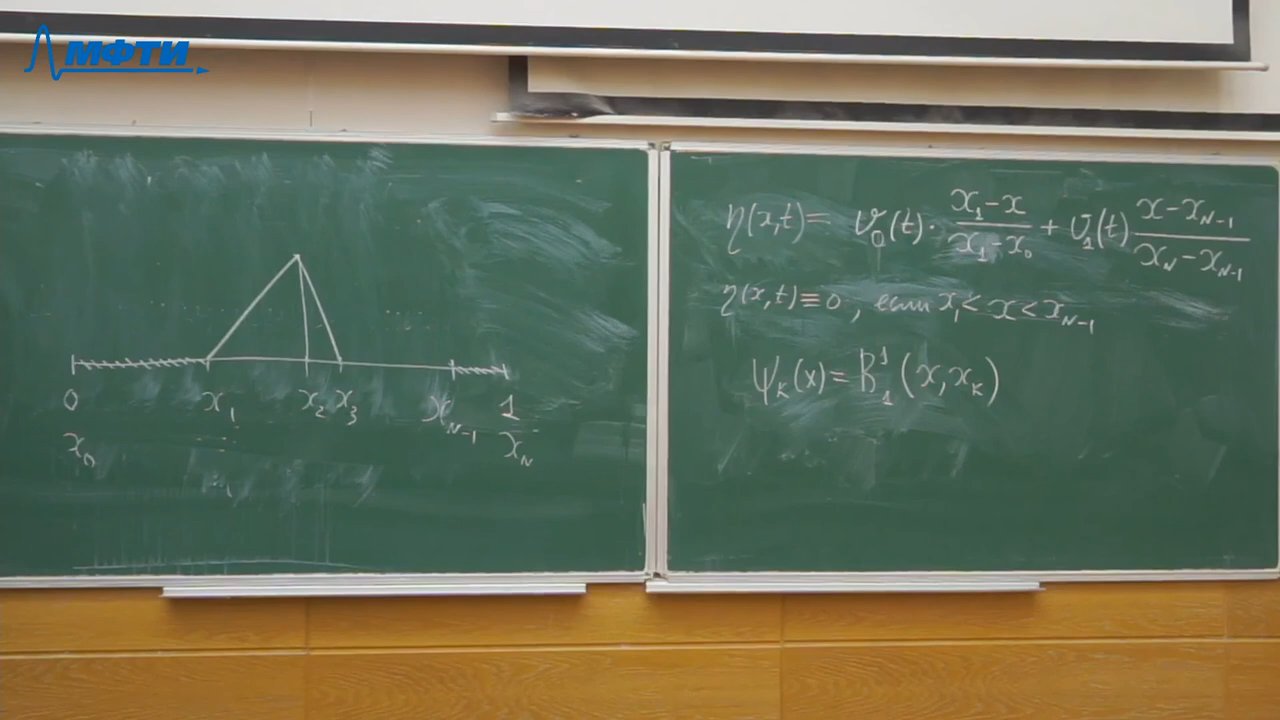 МФТИ
0 x₁ x₂ x₃ x_{N-1} 1
x₀ x_N
η(x,t) = v₀(t) · (x₁ - x)/(x₁ - x₀) + v₁(t) (x - x_{N-1})/(x_N - x_{N-1})
η(x,t) ≡ 0, если x₁ < x < x_{N-1}
ψ_k(x) = B₁¹(x, x_k)